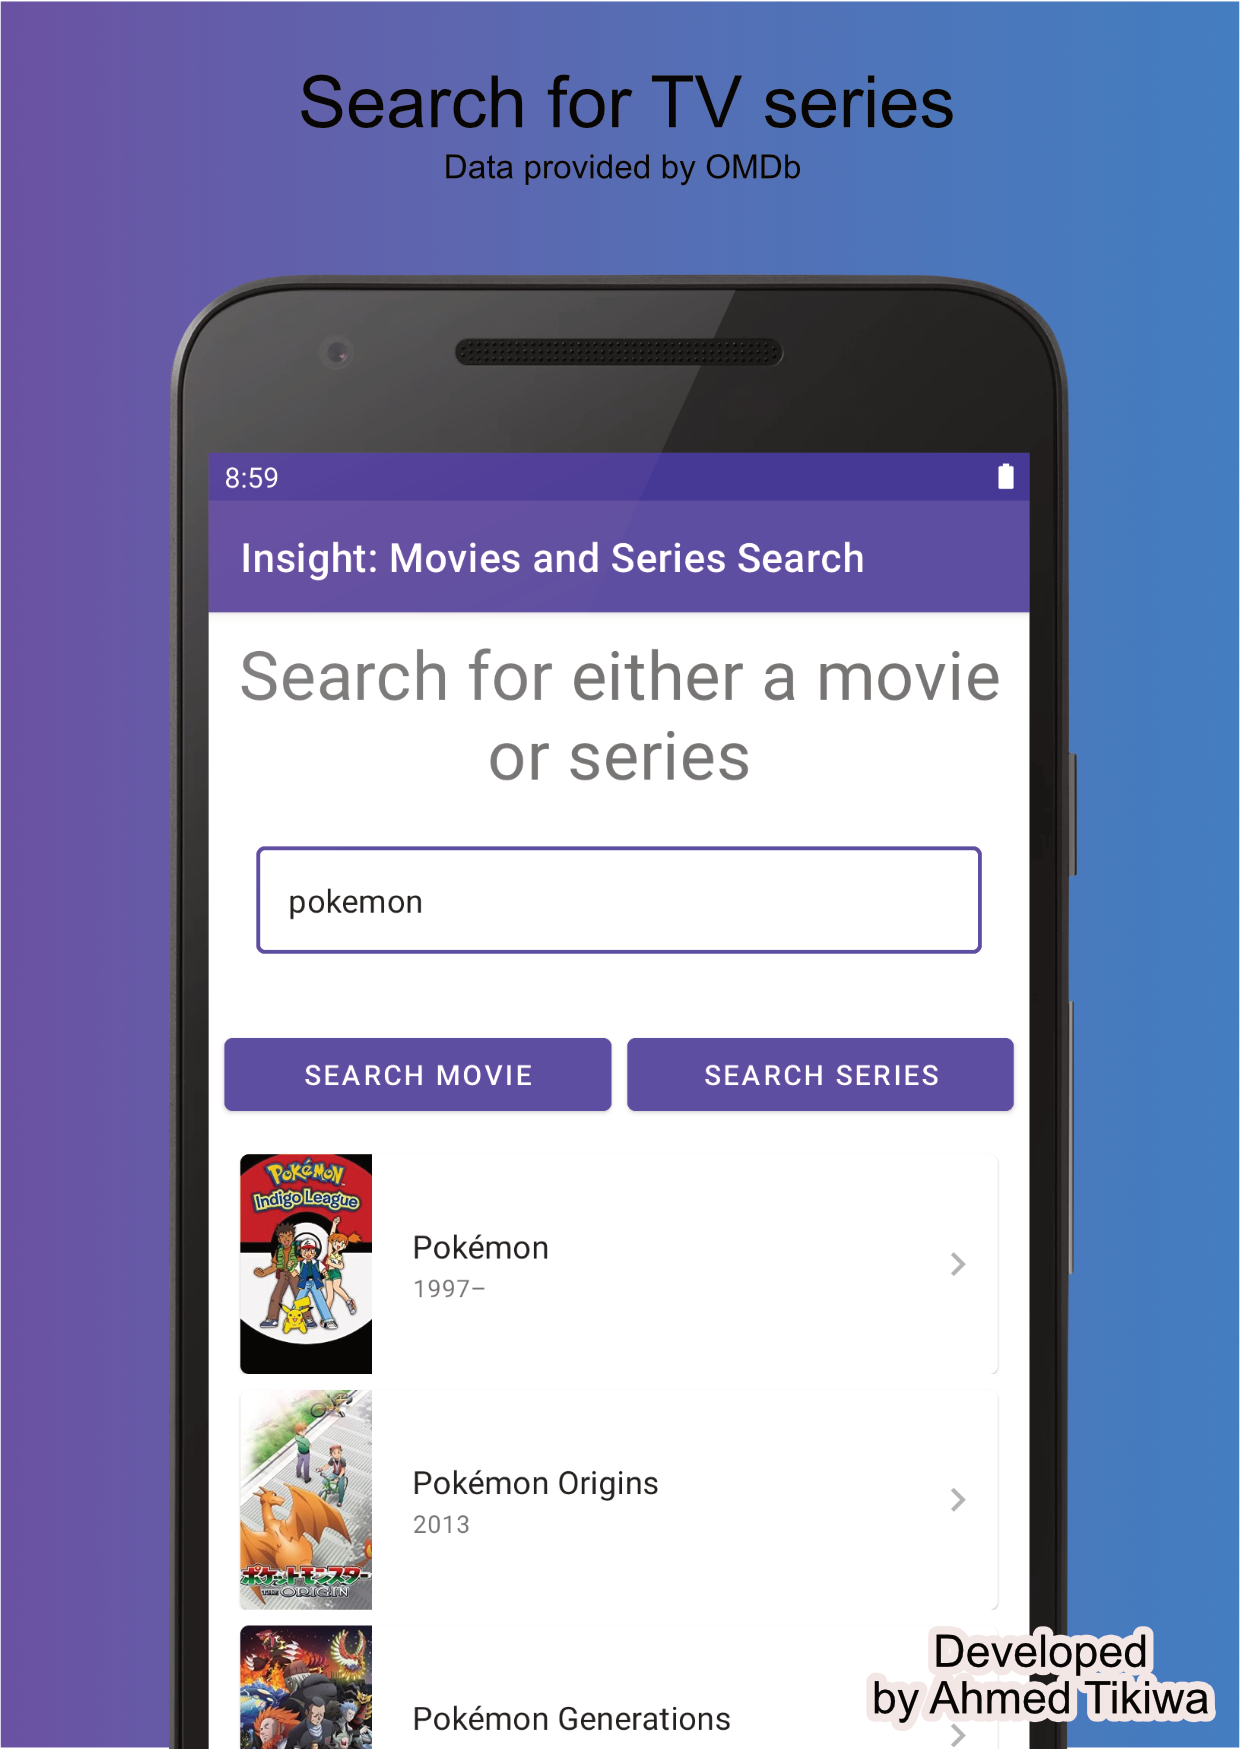 Search for TV series
Data provided by OMDb
8:59
Insight: Movies and Series Search
Search for either a movie
or series
pokemon
SEARCH MOVIE
SEARCH SERIES
POKéMON
Indigo League
Pokémon
1997–
ポケットモンスター
THE ORIGIN
Pokémon Origins
2013
Pokémon Generations
Developed
by Ahmed Tikiwa